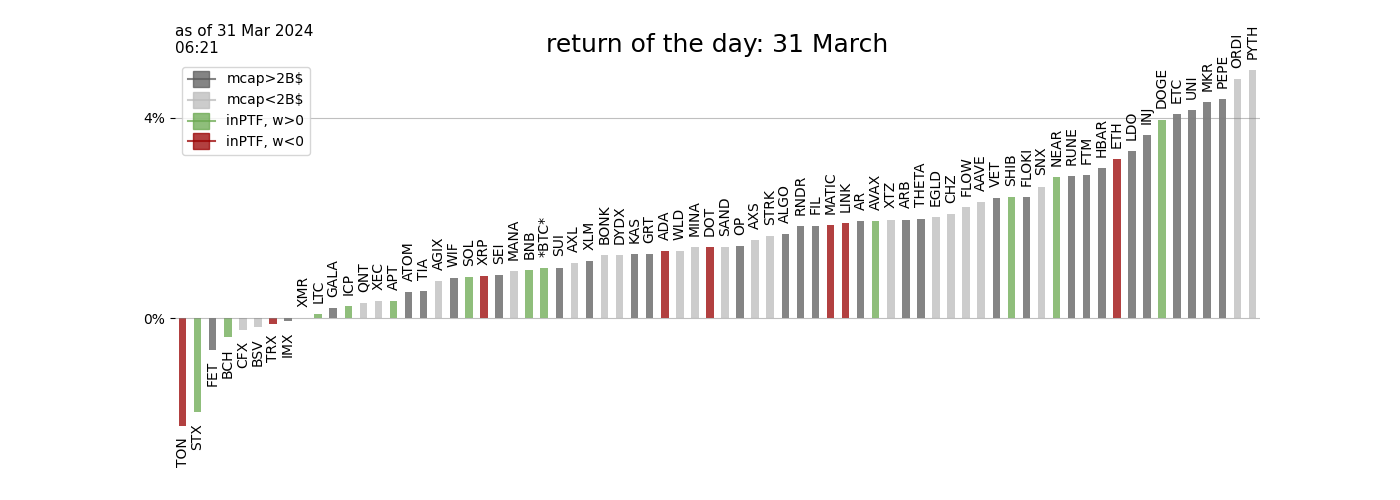 as of 31 Mar 2024
06:21
return of the day: 31 March
mcap>2B$
mcap<2B$
inPTF, w>0
inPTF, w<0
4%
0%
TON
STX
FET
BCH
CFX
BSV
TRX
IMX
XMR
LTC
GALA
ICP
QNT
XEC
APT
ATOM
TIA
AGIX
WIF
SOL
XRP
SEI
MANA
BNB
*BTC*
SUI
AXL
XLM
BONK
DYDX
KAS
GRT
ADA
WLD
MINA
DOT
SAND
OP
AXS
STRK
ALGO
RNDR
FIL
MATIC
LINK
AR
AVAX
XTZ
ARB
THETA
EGLD
CHZ
FLOW
AAVE
VET
SHIB
FLOKI
SNX
NEAR
RUNE
FTM
HBAR
ETH
LDO
INJ
DOGE
ETC
UNI
MKR
PEPE
ORDI
PYTH